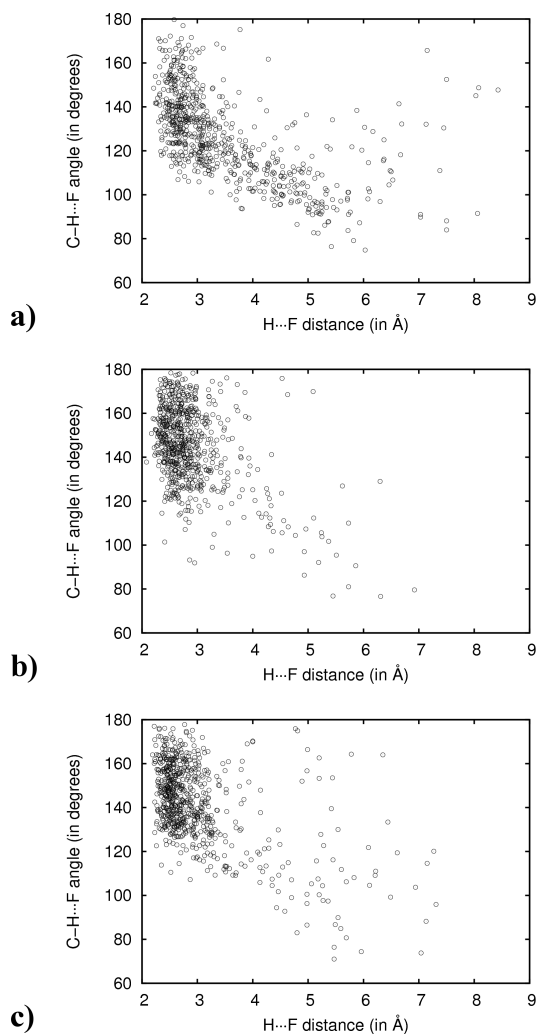 180
160
140
120
100
80
60
C–H···F angle (in degrees)
2 3 4 5 6 7 8 9
H···F distance (in Å)
a)
180
160
140
120
100
80
60
C–H···F angle (in degrees)
2 3 4 5 6 7 8 9
H···F distance (in Å)
b)
180
160
140
120
100
80
60
C–H···F angle (in degrees)
2 3 4 5 6 7 8 9
H···F distance (in Å)
c)